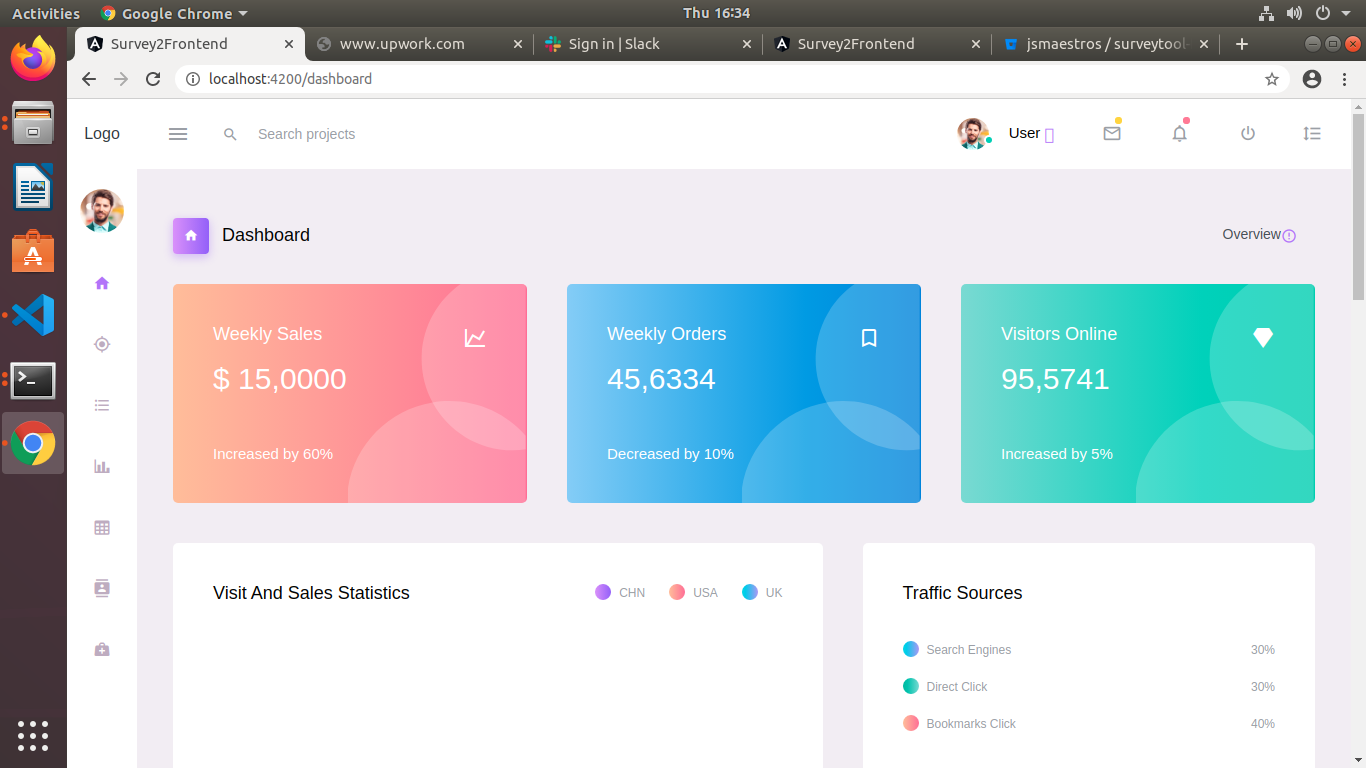 Activities Google Chrome Thu 16:34
Survey2Frontend www.upwork.com Sign in | Slack Survey2Frontend jsmaestros / surveytool-
localhost:4200/dashboard
Logo Search projects User
Dashboard Overview
Weekly Sales
$ 15,0000
Increased by 60%
Weekly Orders
45,6334
Decreased by 10%
Visitors Online
95,5741
Increased by 5%
Visit And Sales Statistics CHN USA UK
Traffic Sources
Search Engines 30%
Direct Click 30%
Bookmarks Click 40%